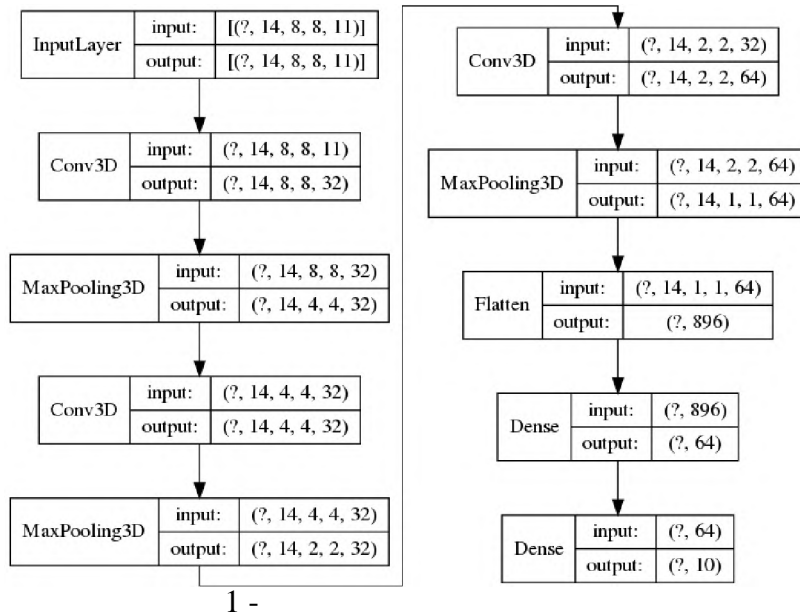 InputLayer
input: [(?, 14, 8, 8, 11)]
output: [(?, 14, 8, 8, 11)]
Conv3D
input: (?, 14, 8, 8, 11)
output: (?, 14, 8, 8, 32)
MaxPooling3D
input: (?, 14, 8, 8, 32)
output: (?, 14, 4, 4, 32)
Conv3D
input: (?, 14, 4, 4, 32)
output: (?, 14, 4, 4, 32)
MaxPooling3D
input: (?, 14, 4, 4, 32)
output: (?, 14, 2, 2, 32)
Conv3D
input: (?, 14, 2, 2, 32)
output: (?, 14, 2, 2, 64)
MaxPooling3D
input: (?, 14, 2, 2, 64)
output: (?, 14, 1, 1, 64)
Flatten
input: (?, 14, 1, 1, 64)
output: (?, 896)
Dense
input: (?, 896)
output: (?, 64)
Dense
input: (?, 64)
output: (?, 10)
1 -